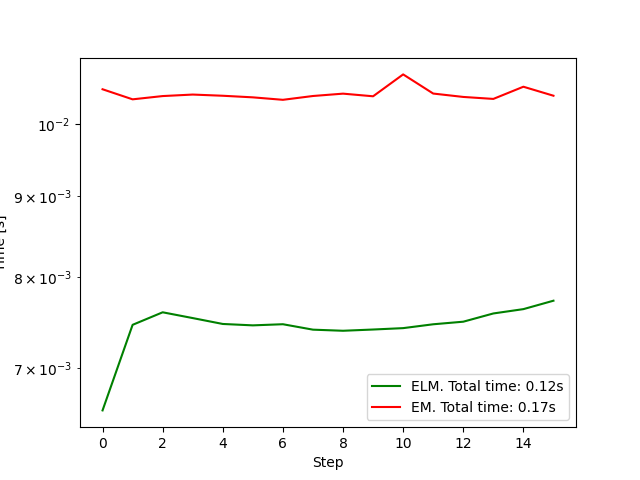 10⁻²
9 × 10⁻³
8 × 10⁻³
7 × 10⁻³
[s]
0 2 4 6 8 10 12 14
Step
ELM. Total time: 0.12s
EM. Total time: 0.17s